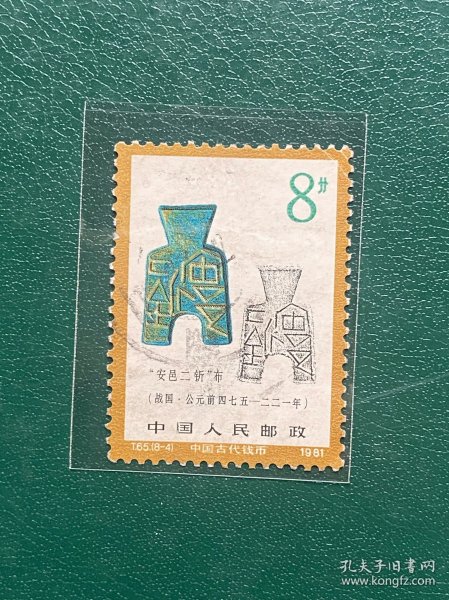 8分
“安邑二釿”布
(战国·公元前四七五—二二一年)
中国人民邮政
T.65.(8-4) 中国古代钱币 1981
孔夫子旧书网
www.kongfz.com